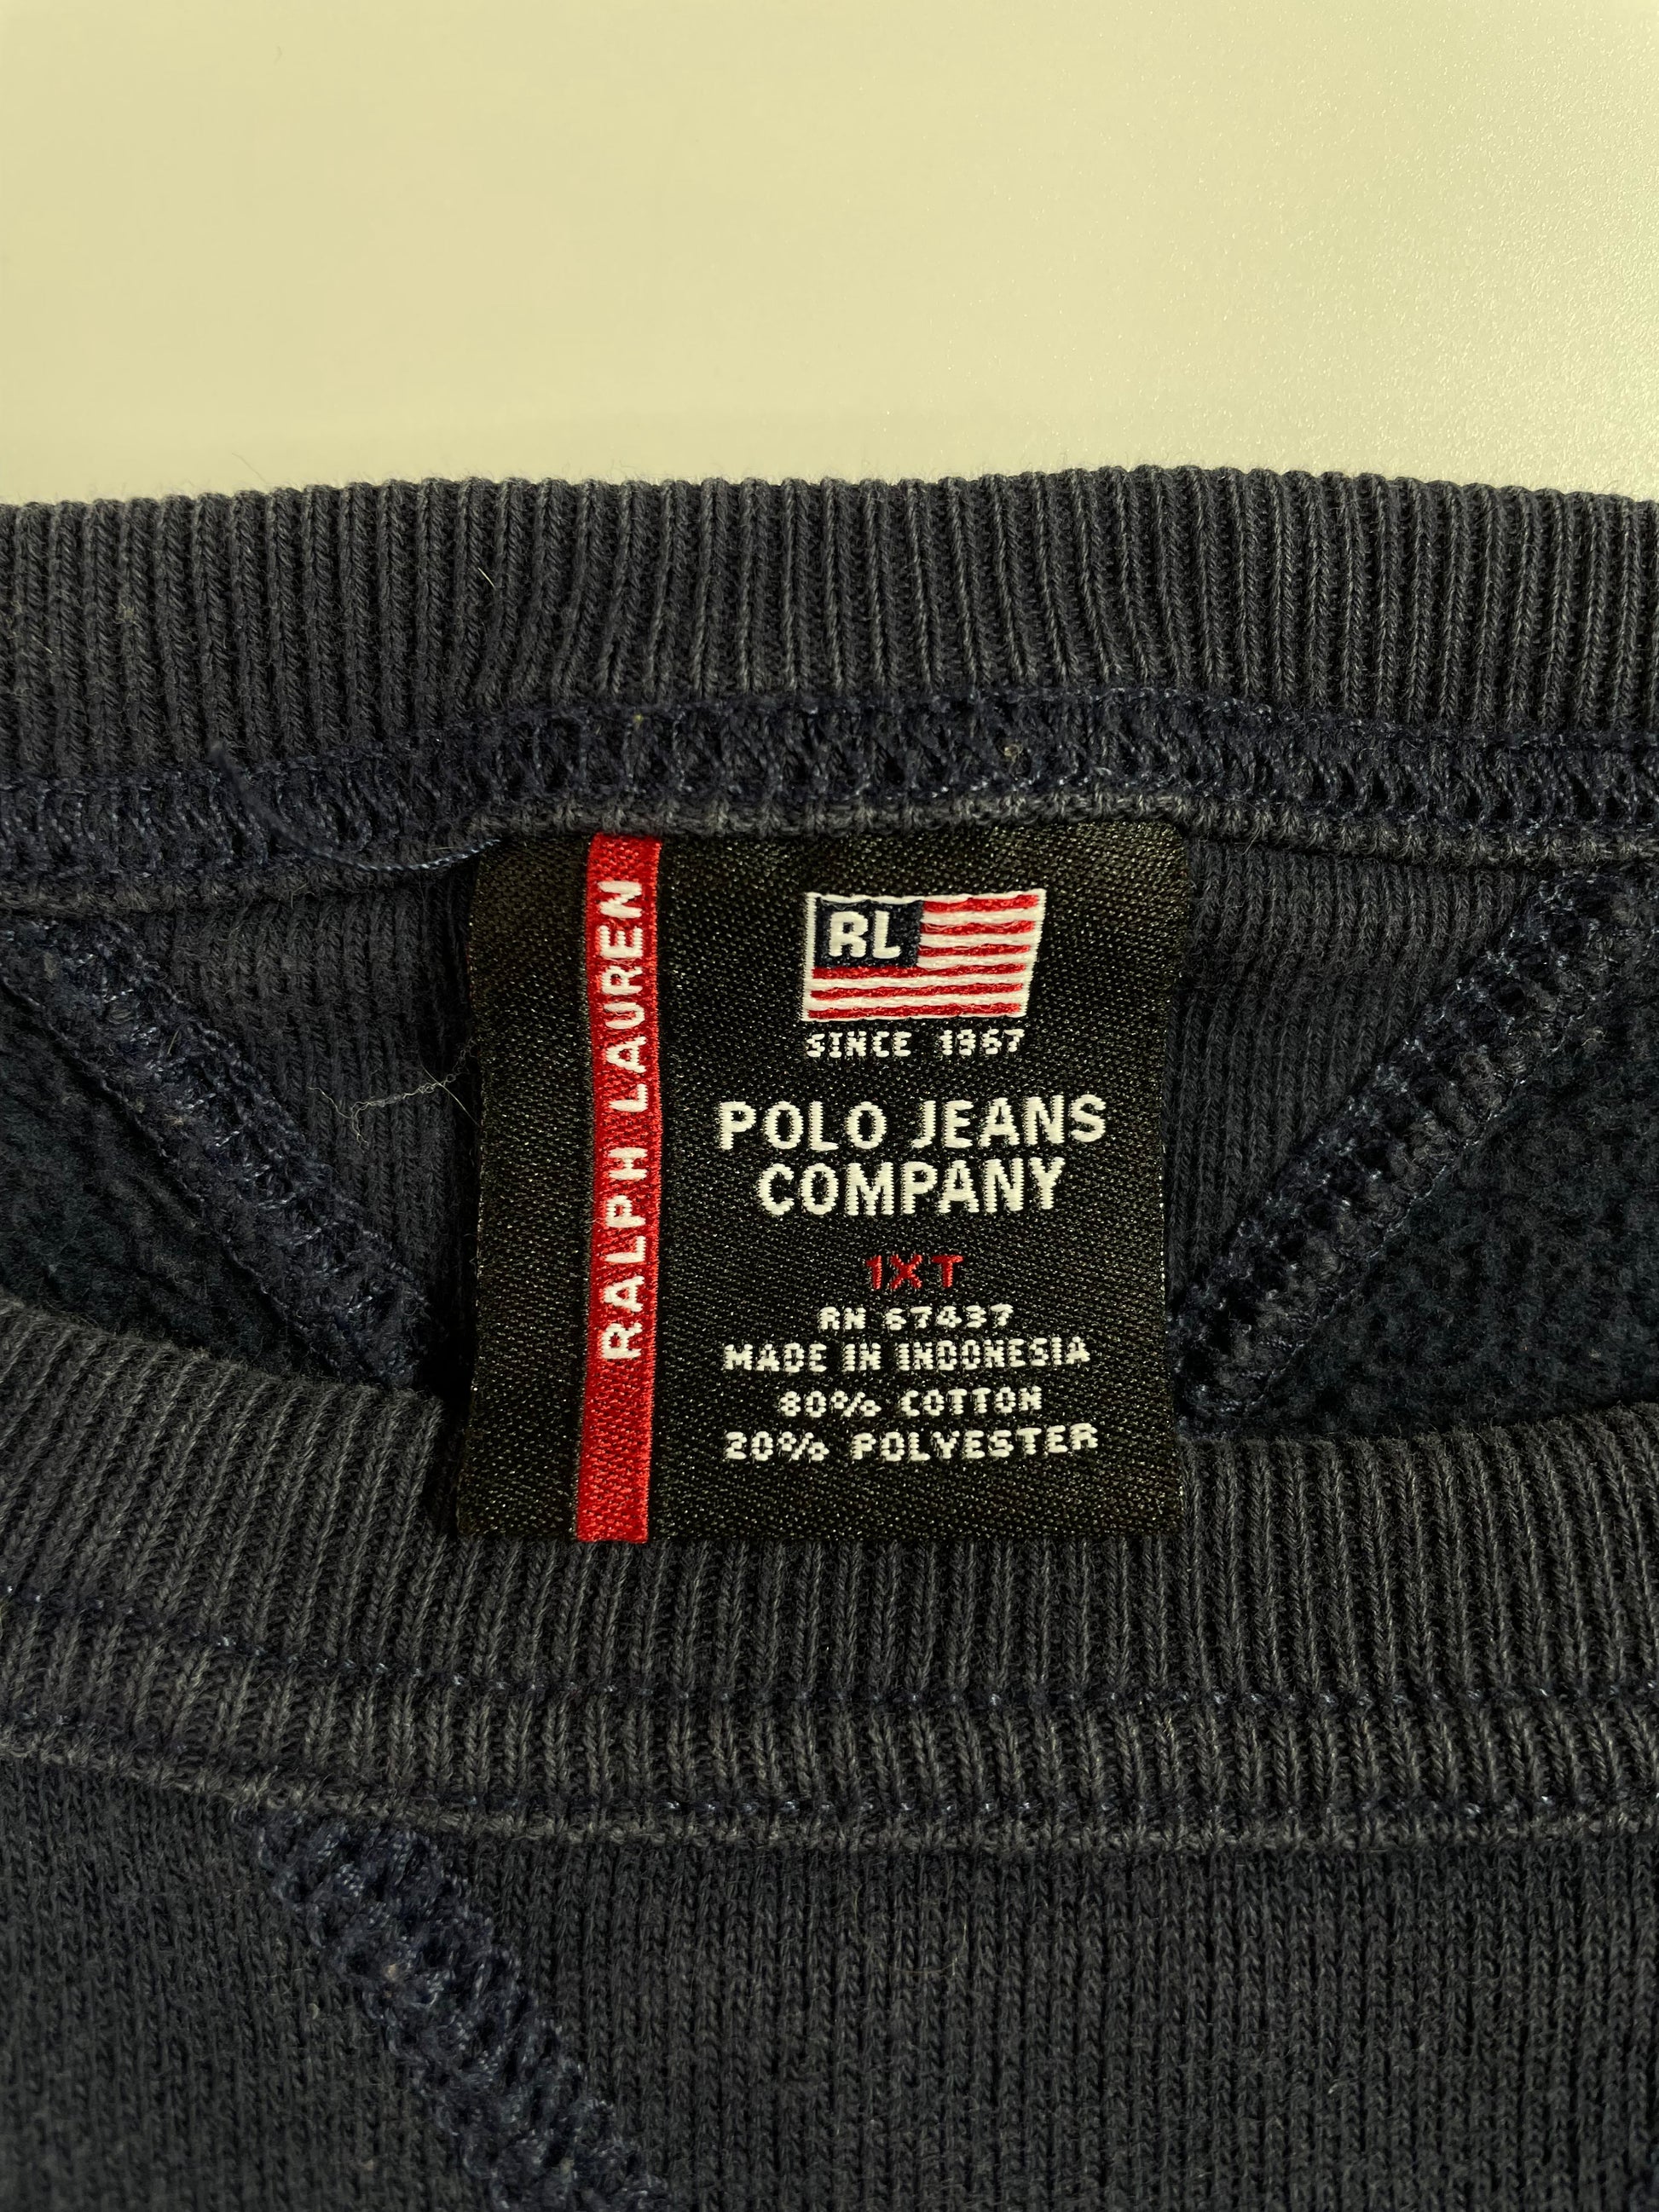 RALPH LAUREN
RL
SINCE 1967
POLO JEANS
COMPANY
1XT
RN 67437
MADE IN INDONESIA
80% COTTON
20% POLYESTER